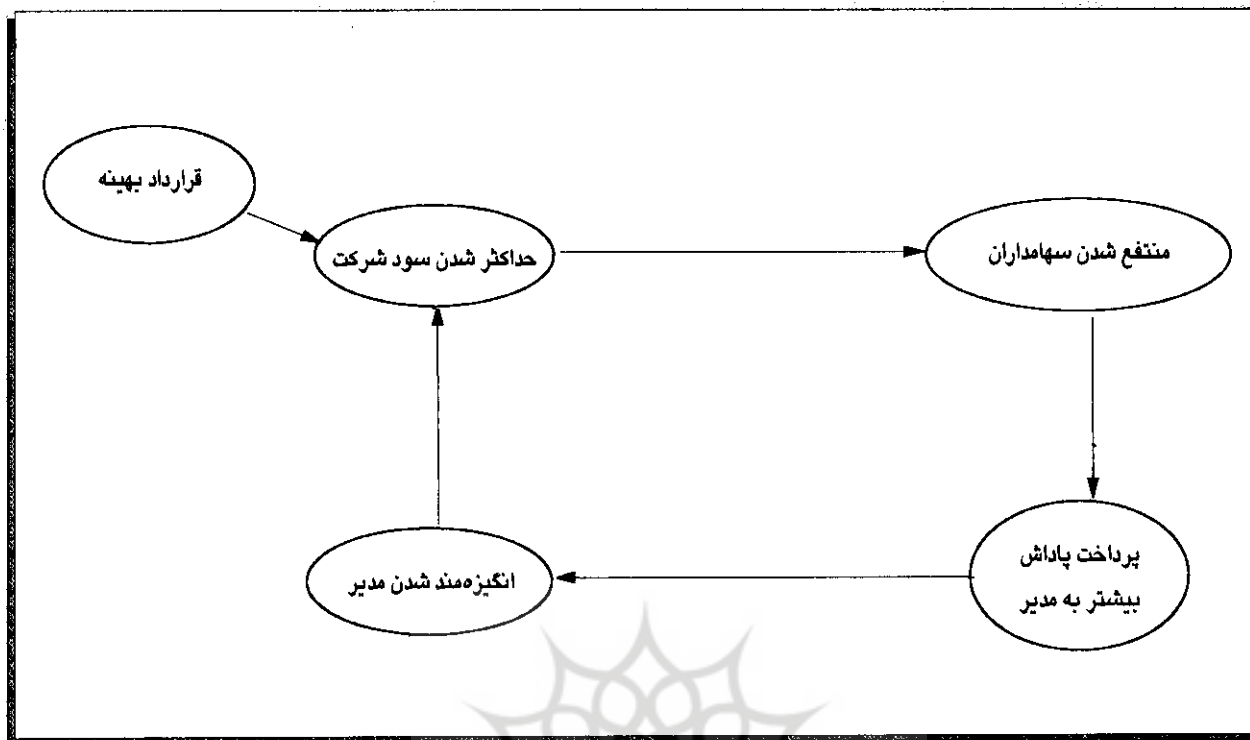 قرارداد بهینه
حداکثر شدن سود شرکت
منتفع شدن سهامداران
پرداخت پاداش
بیشتر به مدیر
انگیزه‌مند شدن مدیر